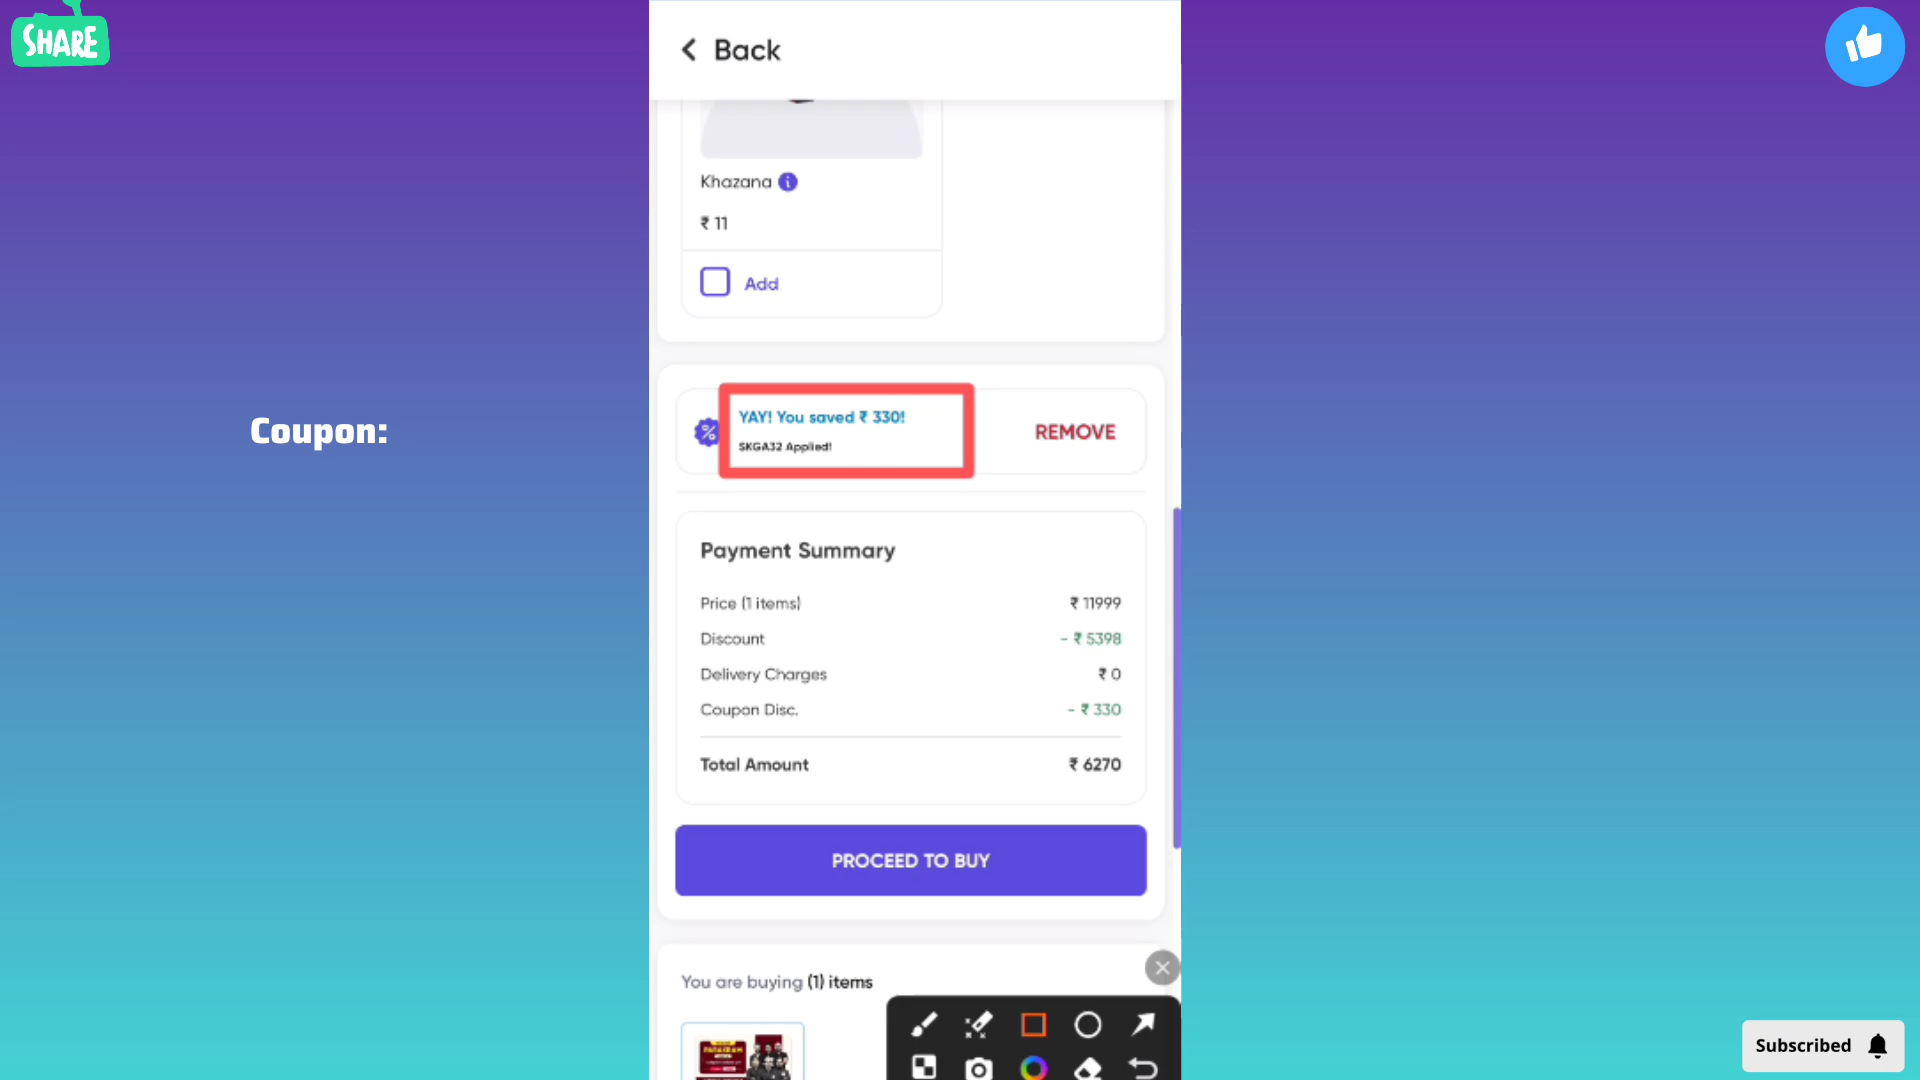 SHARE
Back
Khazana
₹ 11
Add
Coupon:
YAY! You saved ₹ 330!
SKGA32 Applied!
REMOVE
Payment Summary
Price (1 items) ₹ 11999
Discount - ₹ 5398
Delivery Charges ₹ 0
Coupon Disc. - ₹ 330
Total Amount ₹ 6270
PROCEED TO BUY
You are buying (1) items
Subscribed